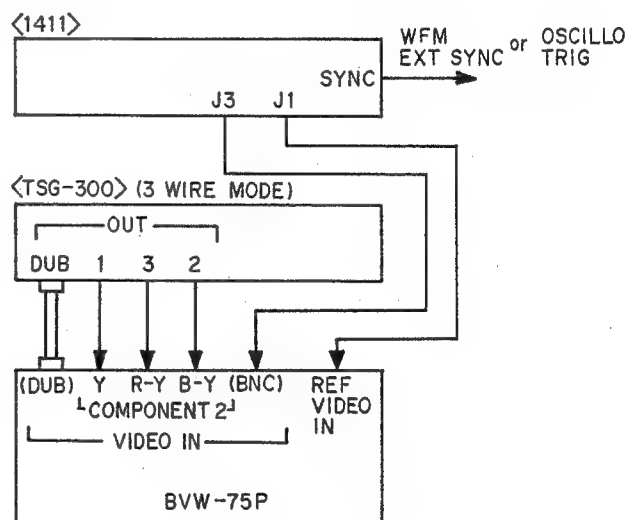 <1411>
WFM EXT SYNC or OSCILLO TRIG
SYNC
J3 J1
<TSG-300> (3 WIRE MODE)
OUT
DUB 1 3 2
(DUB) Y R-Y B-Y (BNC) REF VIDEO IN
COMPONENT 2
VIDEO IN
BVW-75P